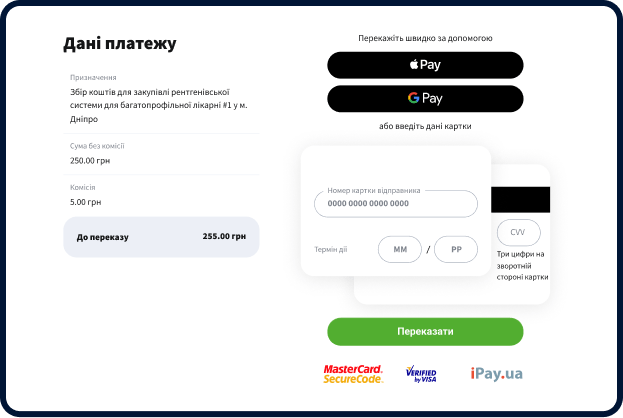 Дані платежу
Призначення
Збір коштів для закупівлі рентгенівської
системи для багатопрофільної лікарні #1 у м.
Дніпро
Сума без комісії
250.00 грн
Комісія
5.00 грн
До переказу 255.00 грн
Перекажіть швидко за допомогою
Pay
G Pay
або введіть дані картки
Номер картки відправника
0000 0000 0000 0000
Термін дії MM / РР
CVV
Три цифри на
зворотній
стороні картки
Переказати
MasterCard.
SecureCode.
VERIFIED
by VISA
iPay.ua